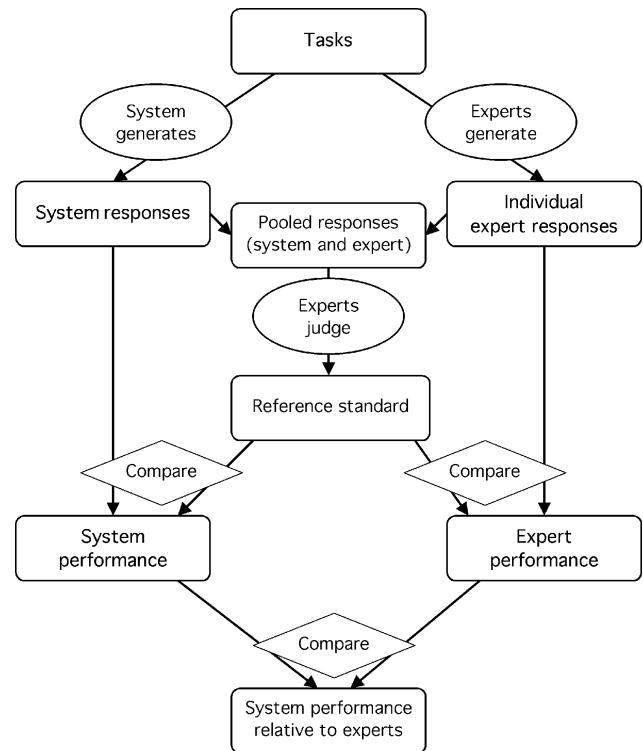 Tasks
System
generates
Experts
generate
System responses
Pooled responses
(system and expert)
Individual
expert responses
Experts
judge
Reference standard
Compare
Compare
System
performance
Expert
performance
Compare
System performance
relative to experts